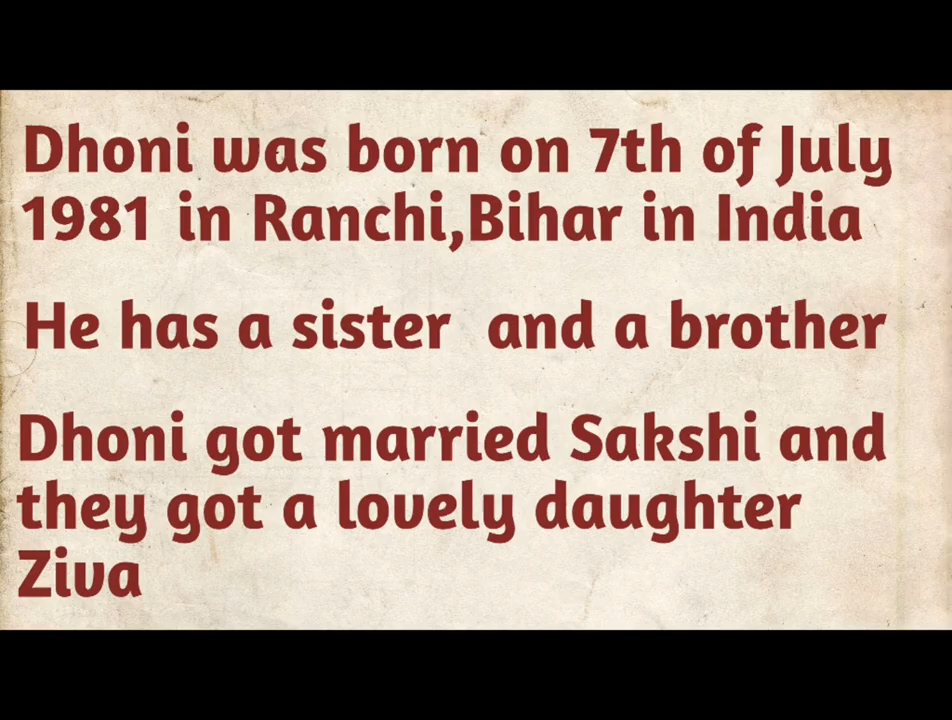 Dhoni was born on 7th of July
1981 in Ranchi,Bihar in India
He has a sister and a brother
Dhoni got married Sakshi and
they got a lovely daughter
Ziva